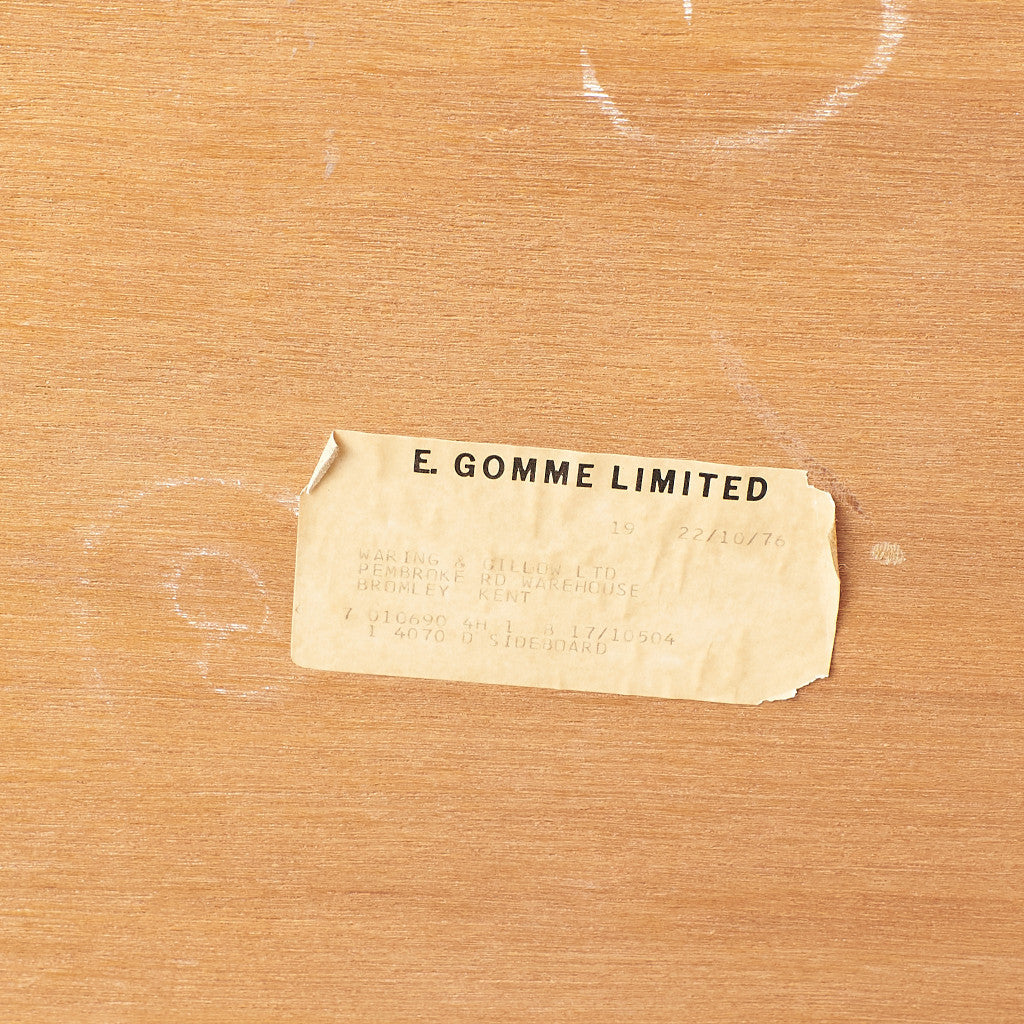 E. GOMME LIMITED
19 22/10/76
WARING & GILLOW LTD
PEMBROKE RD WAREHOUSE
BROMLEY KENT
7 010690 4H 1 8 17/10504
1 4070 D SIDEBOARD